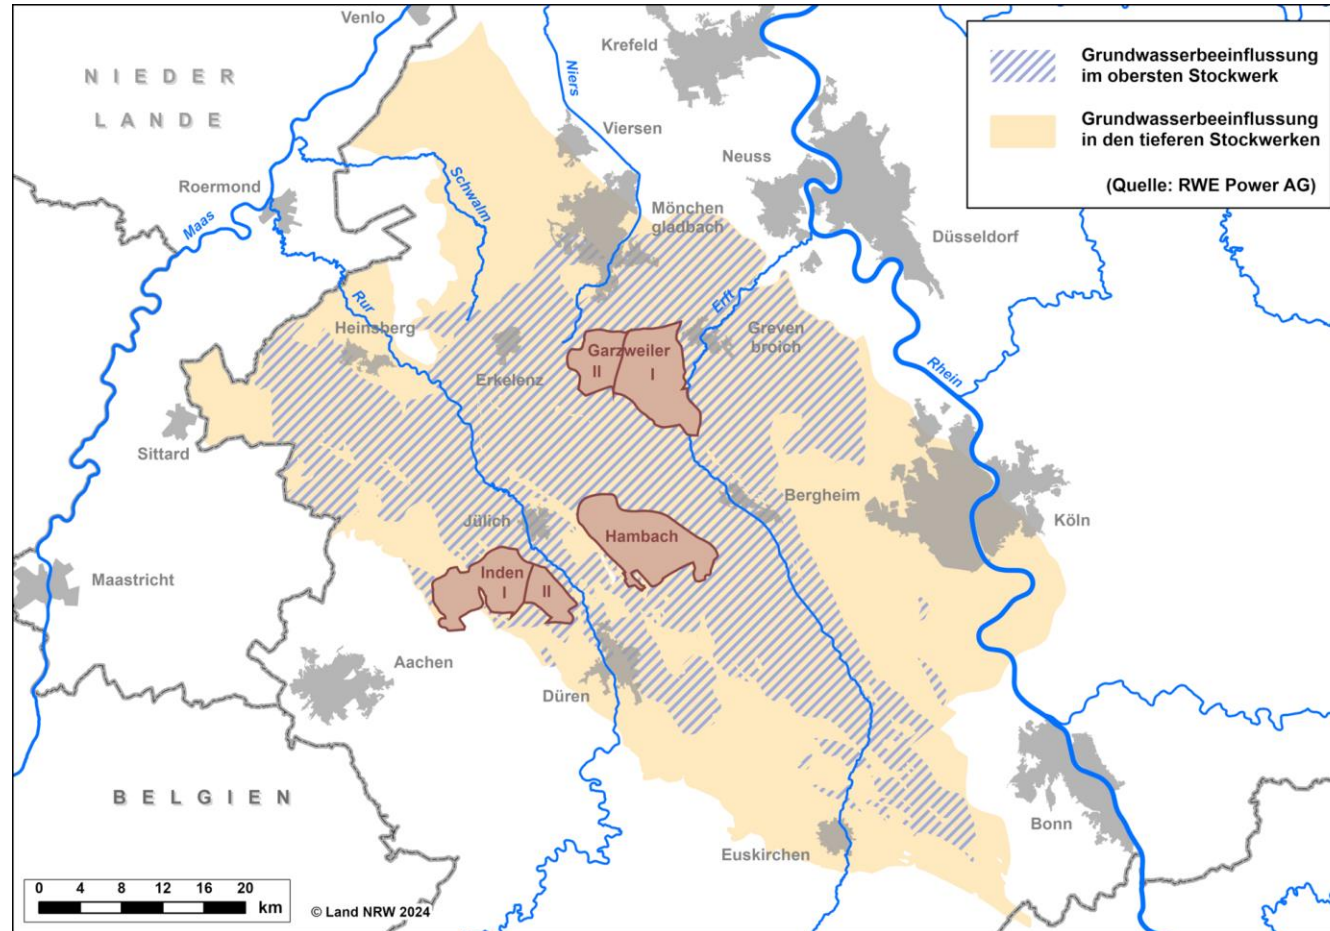 Venlo
Krefeld
NIEDER
LANDE
Niers
Viersen
Neuss
Roermond
Schwalm
Mönchen
gladbach
Düsseldorf
Maas
Rur
Erft
Heinsberg
Greven
broich
Garzweiler
II
I
Erkelenz
Rhein
Sittard
Bergheim
Köln
Jülich
Hambach
Maastricht
Inden
I
II
Aachen
Düren
BELGIEN
Bonn
Euskirchen
Grundwasserbeeinflussung
im obersten Stockwerk
Grundwasserbeeinflussung
in den tieferen Stockwerken
(Quelle: RWE Power AG)
0 4 8 12 16 20
km
© Land NRW 2024